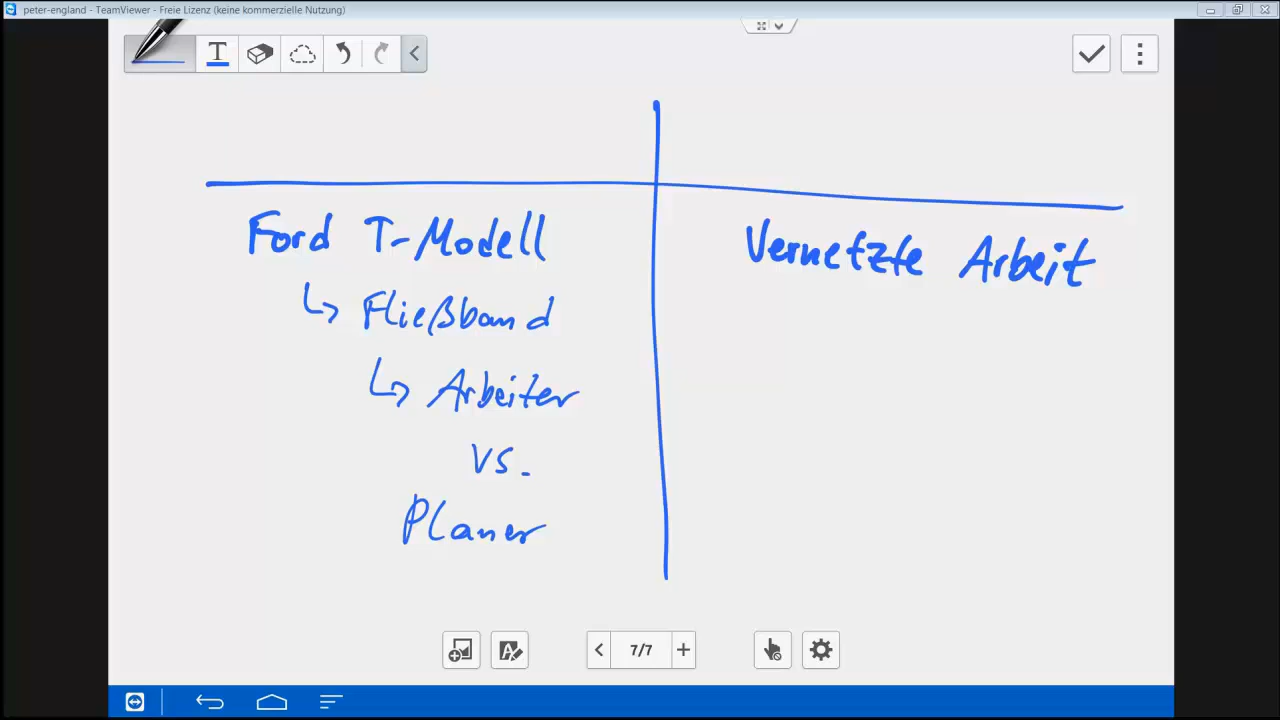 peter-england - TeamViewer - Freie Lizenz (keine kommerzielle Nutzung)
T
Ford T-Modell
Vernetzte Arbeit
↳ Fließband
↳ Arbeiter
vs.
Planer
A
7/7